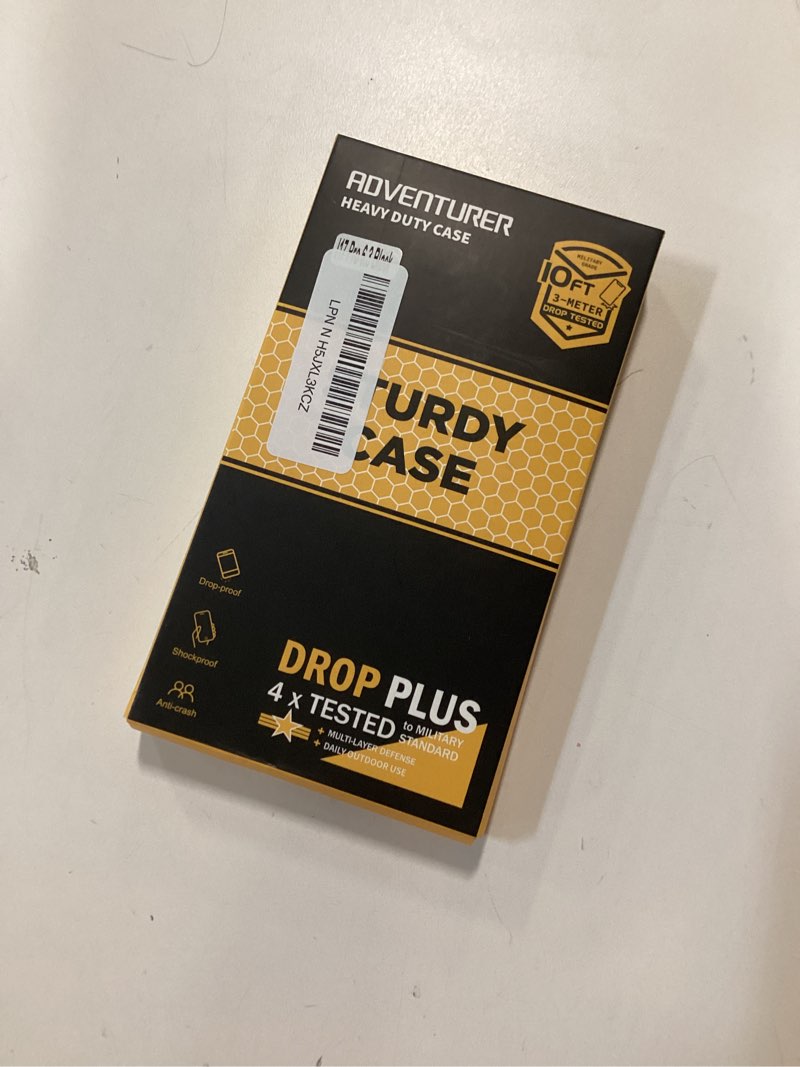 ADVENTURER
HEAVY DUTY CASE
LPN N H5JXL3KCZ
MILITARY
GRADE
10FT
3-METER
DROP TESTED
TURDY
CASE
Drop-proof
Shockproof
Anti-crash
DROP PLUS
4 x TESTED to MILITARY
STANDARD
+ MULTI-LAYER DEFENSE
+ DAILY OUTDOOR USE